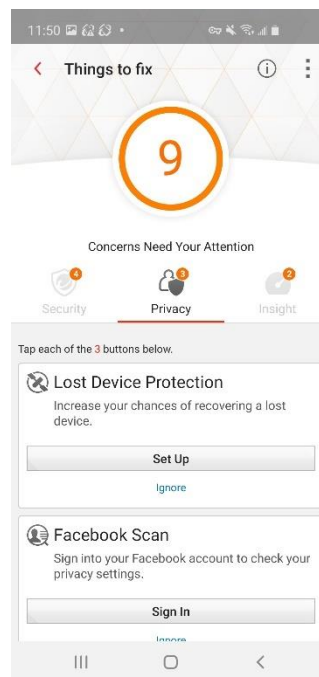 11:50
Things to fix
9
Concerns Need Your Attention
4
3
2
Security
Privacy
Insight
Tap each of the 3 buttons below.
Lost Device Protection
Increase your chances of recovering a lost
device.
Set Up
Ignore
Facebook Scan
Sign into your Facebook account to check your
privacy settings.
Sign In
Ignore